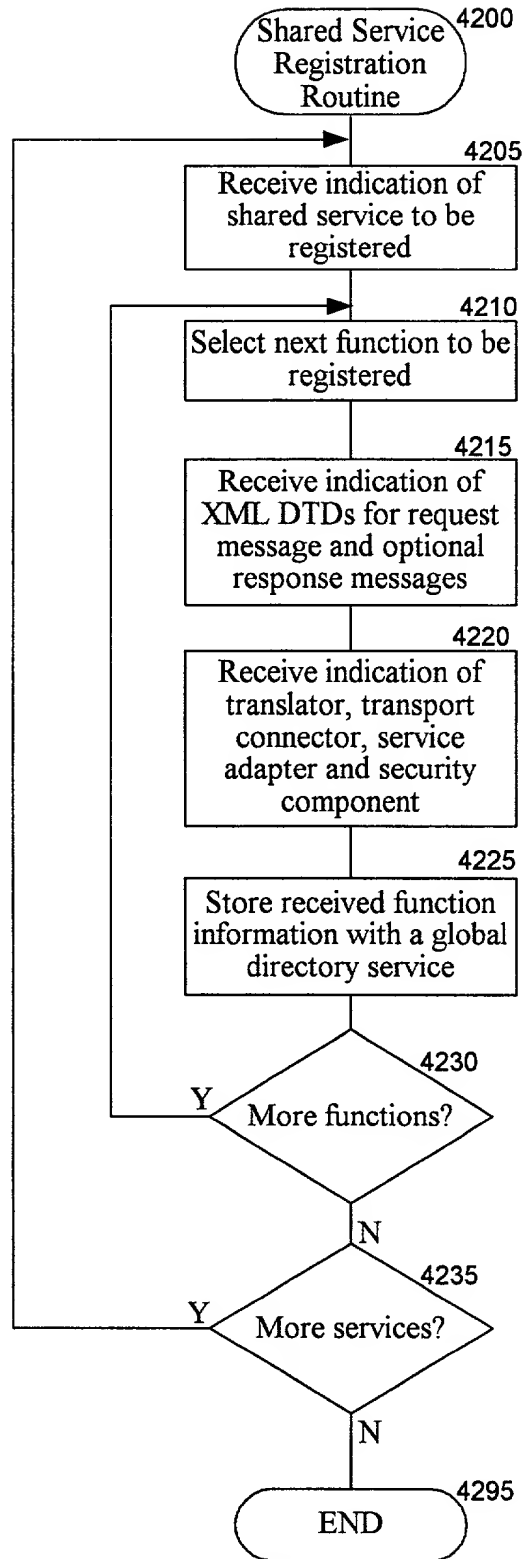 4200
Shared Service
Registration
Routine
4205
Receive indication of
shared service to be
registered
4210
Select next function to be
registered
4215
Receive indication of
XML DTDs for request
message and optional
response messages
4220
Receive indication of
translator, transport
connector, service
adapter and security
component
4225
Store received function
information with a global
directory service
4230
Y
More functions?
N
4235
Y
More services?
N
4295
END